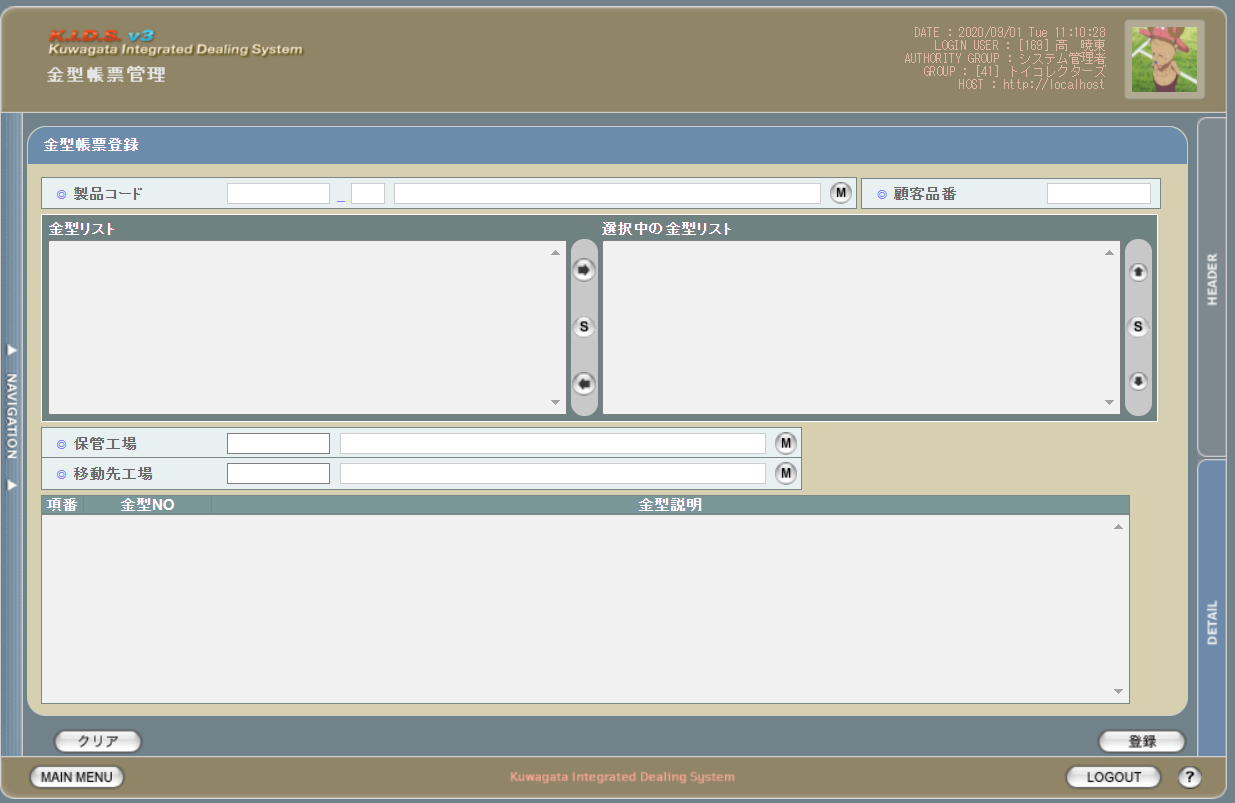 K.I.D.S. v3
Kuwagata Integrated Dealing System
金型帳票管理
DATE : 2020/09/01 Tue 11:10:28
LOGIN USER : [169] 高 暁東
AUTHORITY GROUP : システム管理者
GROUP : [41] トイコレクターズ
HOST : http://localhost
金型帳票登録
◎ 製品コード _ M ◎ 顧客品番
金型リスト 選択中の金型リスト
S S
◎ 保管工場 M
◎ 移動先工場 M
項番 金型NO 金型説明
NAVIGATION
HEADER
DETAIL
クリア 登録
MAIN MENU Kuwagata Integrated Dealing System LOGOUT ?